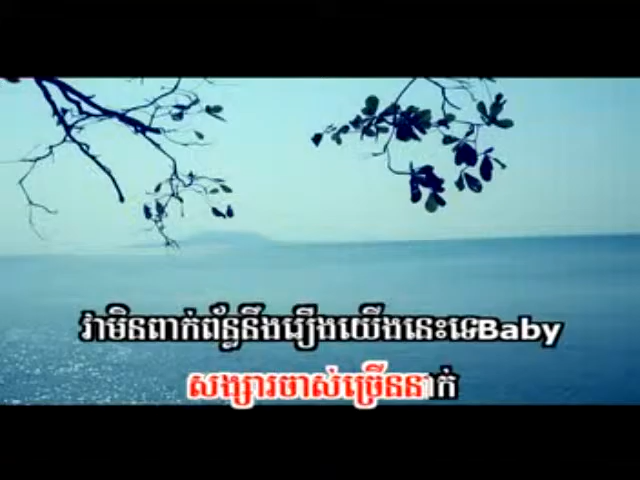 វាមិនពាក់ព័ន្ធនឹងរឿងយើងនេះទេBaby
សង្សារចាស់ច្រើននាក់